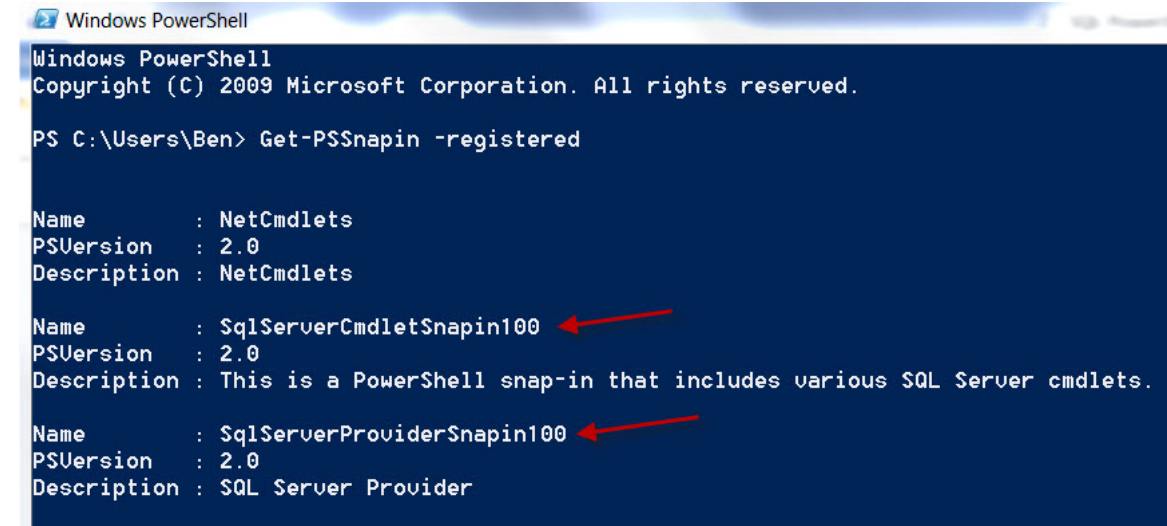 Windows PowerShell
Windows PowerShell
Copyright (C) 2009 Microsoft Corporation. All rights reserved.
PS C:\Users\Ben> Get-PSSnapin -registered
Name : NetCmdlets
PSVersion : 2.0
Description : NetCmdlets
Name : SqlServerCmdletSnapin100
PSVersion : 2.0
Description : This is a PowerShell snap-in that includes various SQL Server cmdlets.
Name : SqlServerProviderSnapin100
PSVersion : 2.0
Description : SQL Server Provider